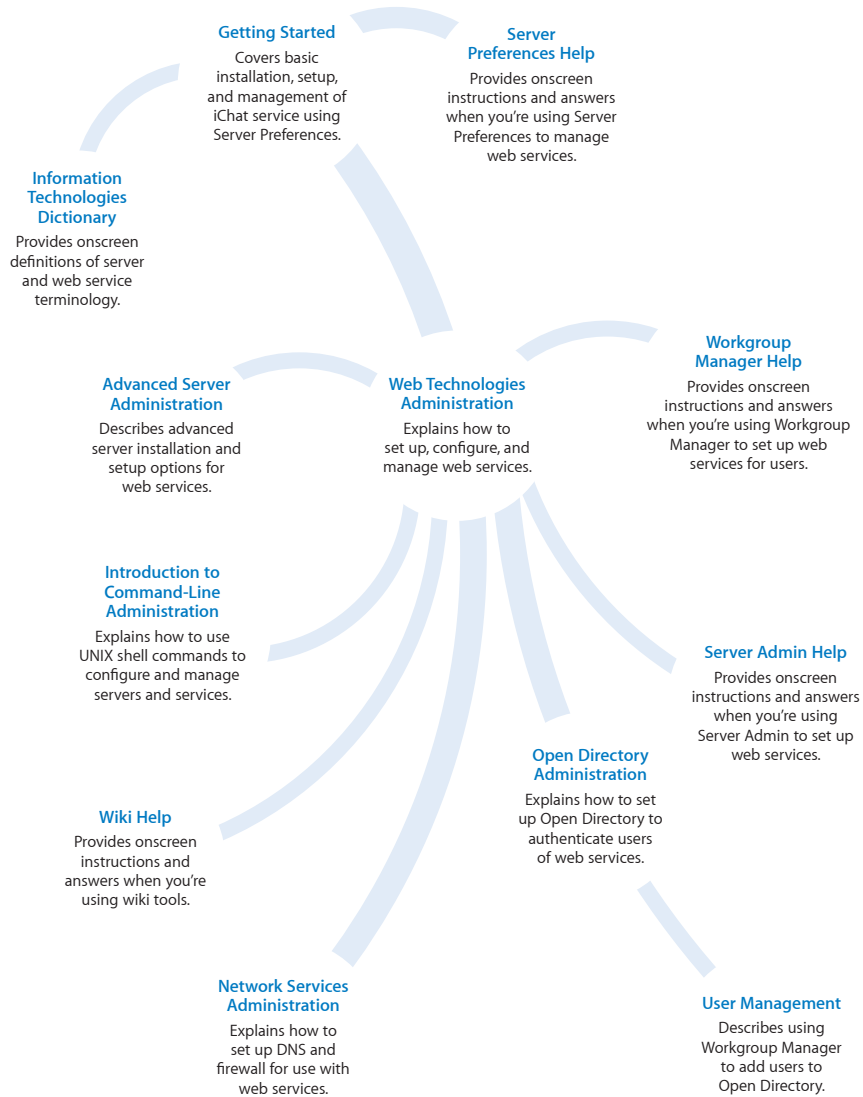 Getting Started
Covers basic
installation, setup,
and management of
iChat service using
Server Preferences.
Server
Preferences Help
Provides onscreen
instructions and answers
when you're using Server
Preferences to manage
web services.
Information
Technologies
Dictionary
Provides onscreen
definitions of server
and web service
terminology.
Advanced Server
Administration
Describes advanced
server installation and
setup options for
web services.
Web Technologies
Administration
Explains how to
set up, configure, and
manage web services.
Workgroup
Manager Help
Provides onscreen
instructions and answers
when you're using Workgroup
Manager to set up web
services for users.
Introduction to
Command-Line
Administration
Explains how to use
UNIX shell commands to
configure and manage
servers and services.
Server Admin Help
Provides onscreen
instructions and answers
when you're using
Server Admin to set up
web services.
Open Directory
Administration
Explains how to set
up Open Directory to
authenticate users
of web services.
Wiki Help
Provides onscreen
instructions and
answers when you're
using wiki tools.
Network Services
Administration
Explains how to
set up DNS and
firewall for use with
web services.
User Management
Describes using
Workgroup Manager
to add users to
Open Directory.